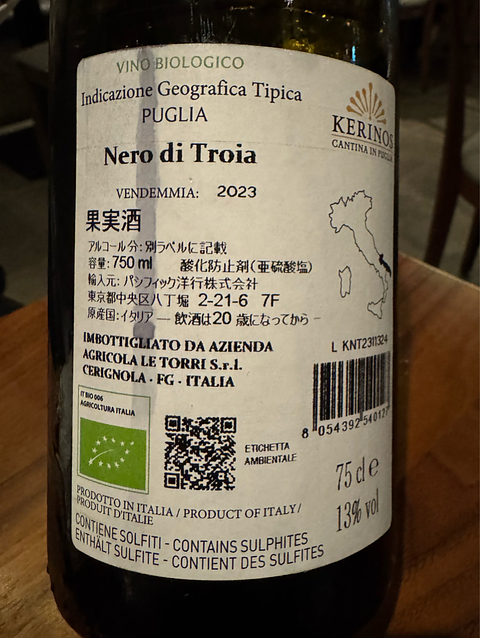 VINO BIOLOGICO
Indicazione Geografica Tipica
PUGLIA
KERINOS
CANTINA IN PUGLIA
Nero di Troia
VENDEMMIA: 2023
果実酒
アルコール分:別ラベルに記載
容量:750ml 酸化防止剤(亜硫酸塩)
輸入元:パシフィック洋行株式会社
東京都中央区八丁堀 2-21-6 7F
原産国:イタリア ― 飲酒は20歳になってから −
L KNT2311324
IMBOTTIGLIATO DA AZIENDA
AGRICOLA LE TORRI S.r.l.
CERIGNOLA · FG · ITALIA
IT BIO 006
AGRICOLTURA ITALIA
ETICHETTA
AMBIENTALE
8 054392 540127
75 cl e
13% vol
PRODOTTO IN ITALIA / PRODUCT OF ITALY/
PRODUIT D'ITALIE
CONTIENE SOLFITI - CONTAINS SULPHITES
ENTHÄLT SULFITE - CONTIENT DES SULFITES